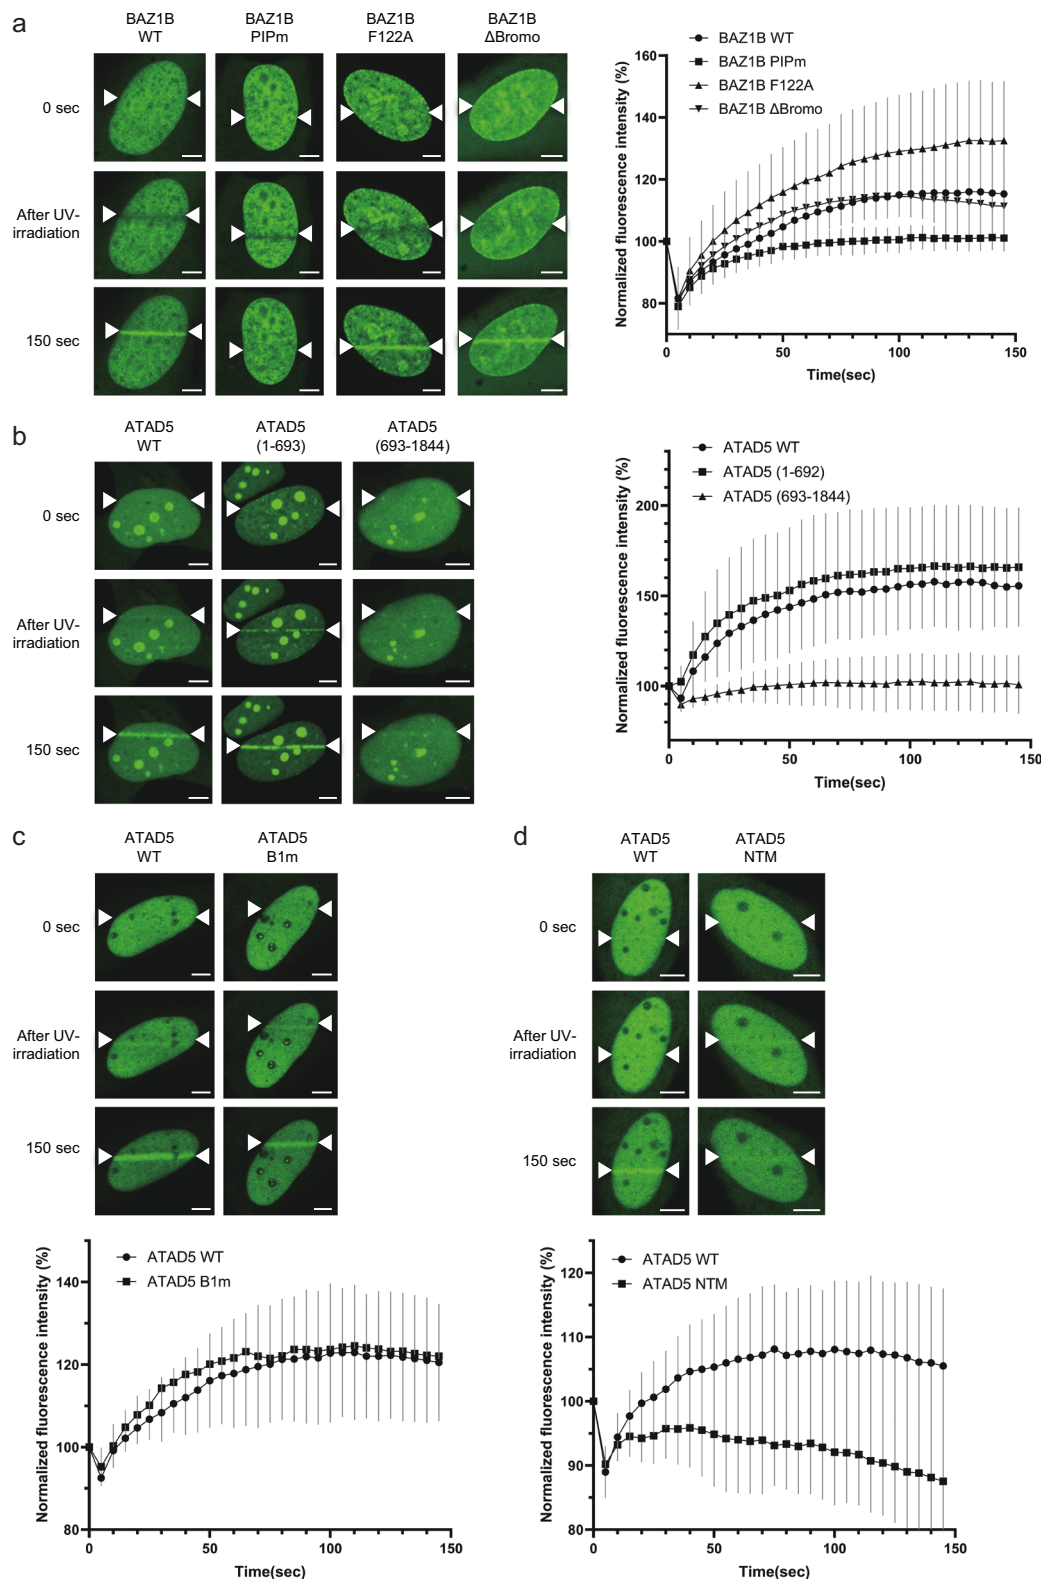 a
BAZ1B WT
BAZ1B PIPm
BAZ1B F122A
BAZ1B ΔBromo
0 sec
After UV-irradiation
150 sec
BAZ1B WT
BAZ1B PIPm
BAZ1B F122A
BAZ1B ΔBromo
Normalized fluorescence intensity (%)
160
140
120
100
80
0
50
100
150
Time(sec)
b
ATAD5 WT
ATAD5 (1-693)
ATAD5 (693-1844)
0 sec
After UV-irradiation
150 sec
ATAD5 WT
ATAD5 (1-692)
ATAD5 (693-1844)
Normalized fluorescence intensity (%)
200
150
100
0
50
100
150
Time(sec)
c
ATAD5 WT
ATAD5 B1m
0 sec
After UV-irradiation
150 sec
ATAD5 WT
ATAD5 B1m
Normalized fluorescence intensity (%)
140
120
100
80
0
50
100
150
Time(sec)
d
ATAD5 WT
ATAD5 NTM
0 sec
After UV-irradiation
150 sec
ATAD5 WT
ATAD5 NTM
Normalized fluorescence intensity (%)
120
110
100
90
80
0
50
100
150
Time(sec)